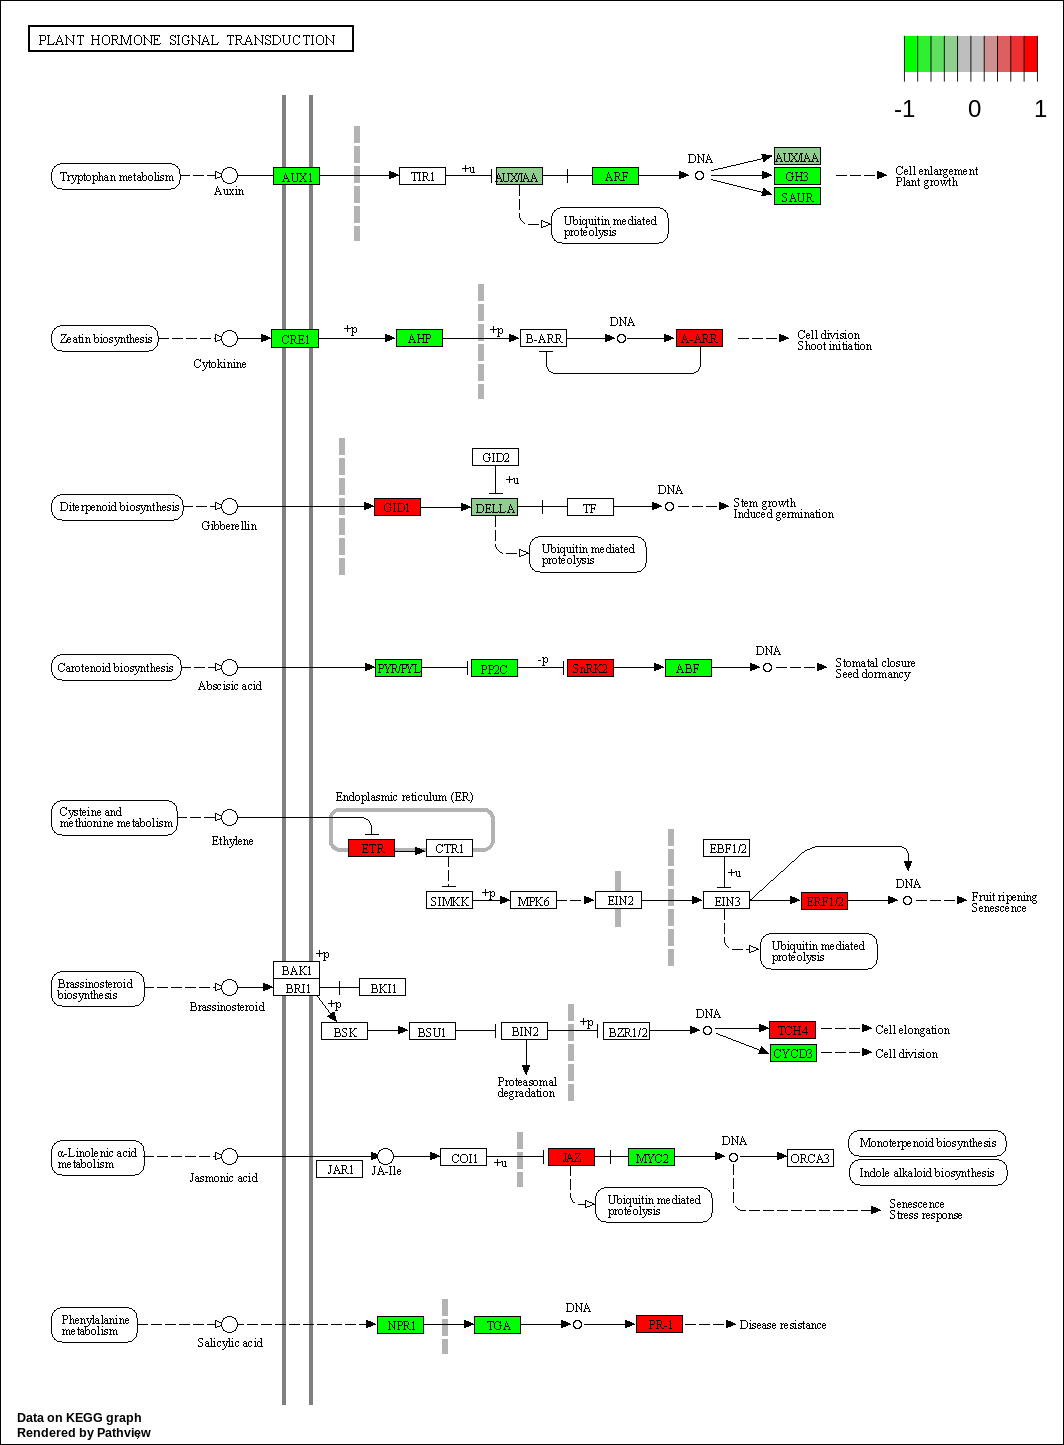 PLANT HORMONE SIGNAL TRANSDUCTION
-1 0 1
Tryptophan metabolism
Auxin
AUX1
TIR1
+u
AUX/IAA
ARF
DNA
AUX/IAA
GH3
SAUR
Cell enlargement
Plant growth
Ubiquitin mediated
proteolysis
Zeatin biosynthesis
Cytokinine
CRE1
+p
AHP
+p
B-ARR
DNA
A-ARR
Cell division
Shoot initiation
GID2
+u
Diterpenoid biosynthesis
Gibberellin
GID1
DELLA
TF
DNA
Stem growth
Induced germination
Ubiquitin mediated
proteolysis
Carotenoid biosynthesis
Abscisic acid
PYR/PYL
PP2C
-p
SnRK2
ABF
DNA
Stomatal closure
Seed dormancy
Endoplasmic reticulum (ER)
Cysteine and
methionine metabolism
Ethylene
ETR
CTR1
EBF1/2
+u
SIMKK
+p
MPK6
EIN2
EIN3
ERF1/2
DNA
Fruit ripening
Senescence
Ubiquitin mediated
proteolysis
Brassinosteroid
biosynthesis
Brassinosteroid
+p
BAK1
BRI1
BKI1
+p
BSK
BSU1
BIN2
+p
BZR1/2
DNA
TCH4
Cell elongation
CYCD3
Cell division
Proteasomal
degradation
α-Linolenic acid
metabolism
Jasmonic acid
JAR1
JA-Ile
COI1
+u
JAZ
MYC2
DNA
ORCA3
Monoterpenoid biosynthesis
Indole alkaloid biosynthesis
Ubiquitin mediated
proteolysis
Senescence
Stress response
Phenylalanine
metabolism
Salicylic acid
NPR1
TGA
DNA
PR-1
Disease resistance
Data on KEGG graph
Rendered by Pathview